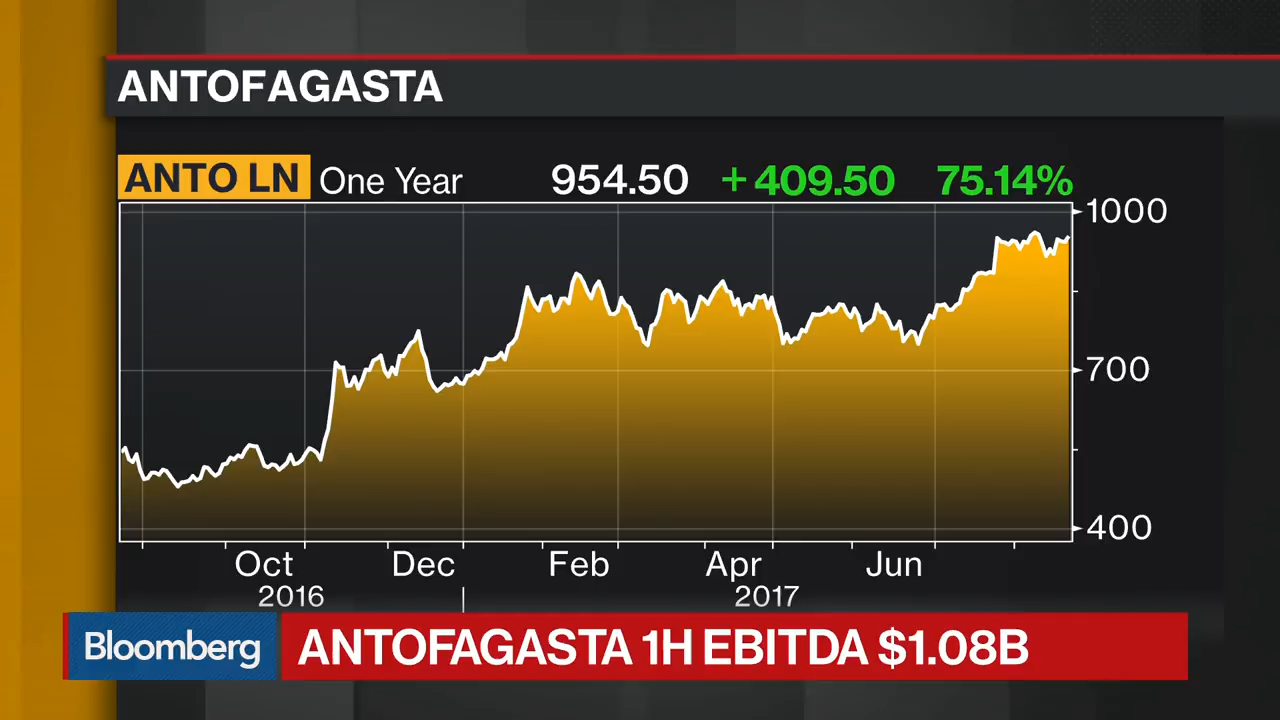 ANTOFAGASTA
ANTO LN One Year 954.50 +409.50 75.14%
1000
700
400
Oct Dec Feb Apr Jun
2016 2017
Bloomberg ANTOFAGASTA 1H EBITDA $1.08B